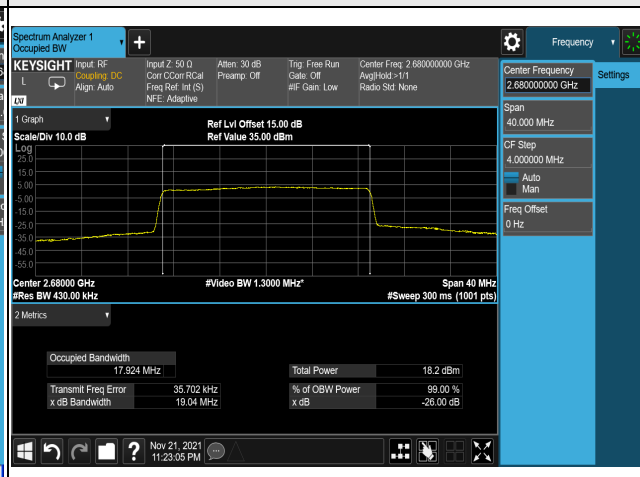 Spectrum Analyzer 1
Occupied BW
+
Frequency
KEYSIGHT
L
LXI
Input: RF
Coupling: DC
Align: Auto
Input Z: 50 Ω
Corr CCorr RCal
Freq Ref: Int (S)
NFE: Adaptive
Atten: 30 dB
Preamp: Off
Trig: Free Run
Gate: Off
#IF Gain: Low
Center Freq: 2.680000000 GHz
Avg|Hold:>1/1
Radio Std: None
Center Frequency
2.680000000 GHz
Settings
Span
40.000 MHz
CF Step
4.000000 MHz
Auto
Man
Freq Offset
0 Hz
1 Graph
Scale/Div 10.0 dB
Ref Lvl Offset 15.00 dB
Ref Value 35.00 dBm
Log
25.0
15.0
5.00
-5.00
-15.0
-25.0
-35.0
-45.0
-55.0
Center 2.68000 GHz
#Video BW 1.3000 MHz*
Span 40 MHz
#Res BW 430.00 kHz
#Sweep 300 ms (1001 pts)
2 Metrics
Occupied Bandwidth
17.924 MHz
Total Power
18.2 dBm
Transmit Freq Error
35.702 kHz
% of OBW Power
99.00 %
x dB Bandwidth
19.04 MHz
x dB
-26.00 dB
?
Nov 21, 2021
11:23:05 PM